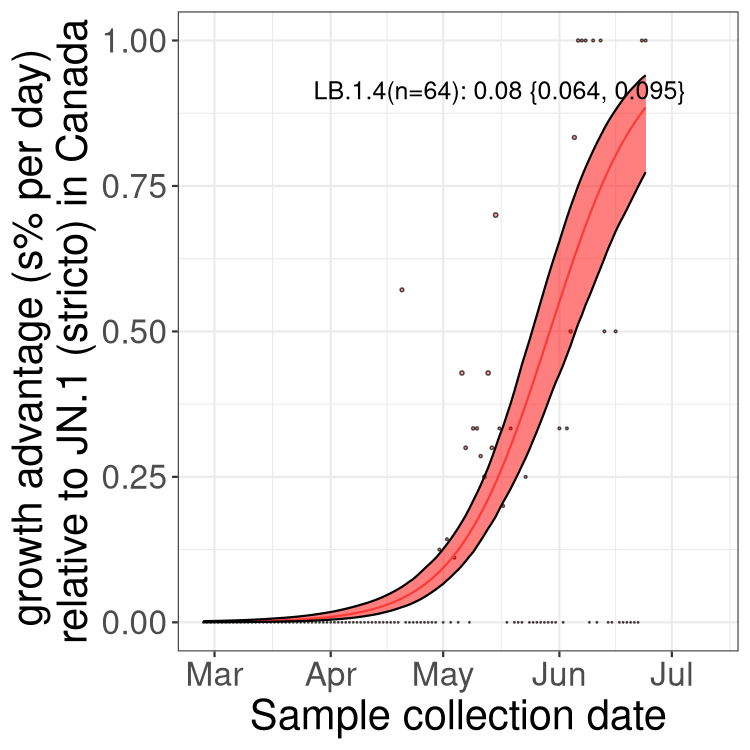 growth advantage (s% per day)
relative to JN.1 (stricto) in Canada
1.00
0.75
0.50
0.25
0.00
LB.1.4(n=64): 0.08 {0.064, 0.095}
Mar Apr May Jun Jul
Sample collection date